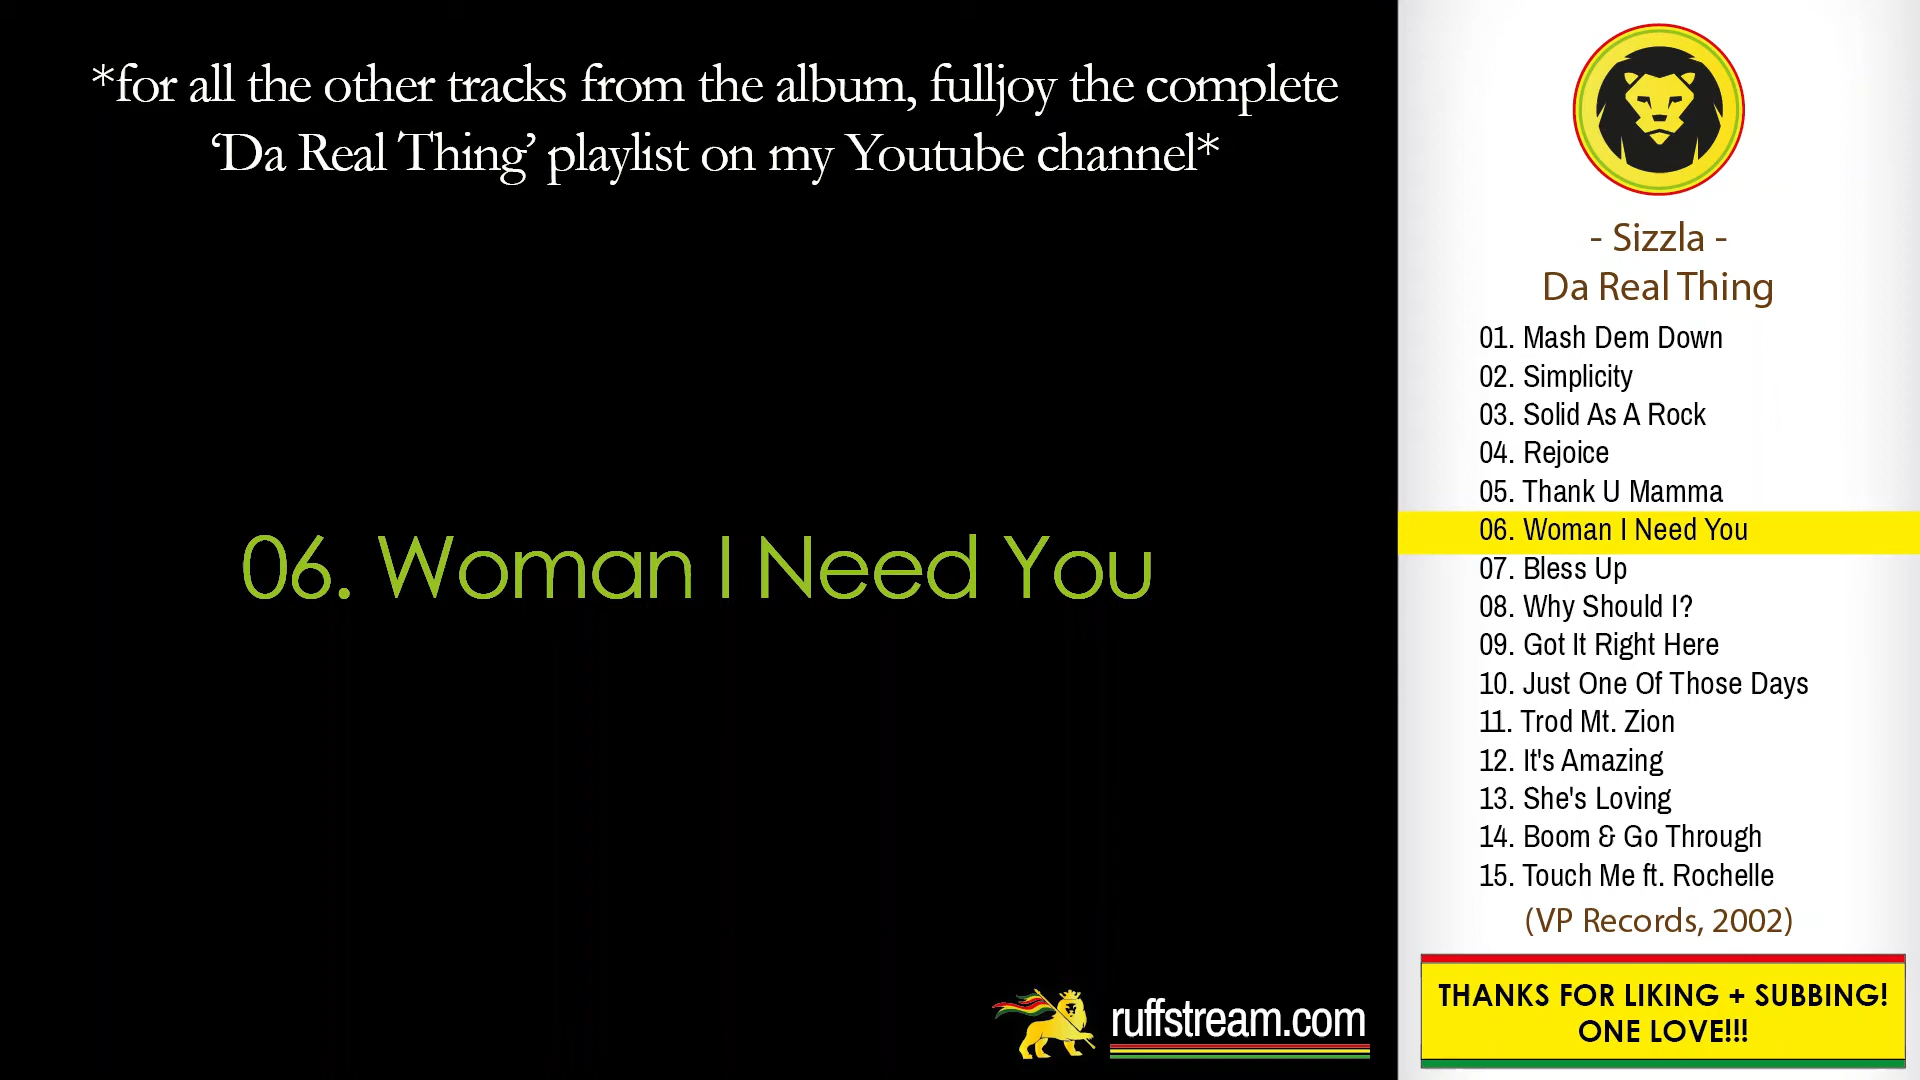 *for all the other tracks from the album, fulljoy the complete
‘Da Real Thing’ playlist on my Youtube channel*
06. Woman I Need You
ruffstream.com
- Sizzla -
Da Real Thing
01. Mash Dem Down
02. Simplicity
03. Solid As A Rock
04. Rejoice
05. Thank U Mamma
06. Woman I Need You
07. Bless Up
08. Why Should I?
09. Got It Right Here
10. Just One Of Those Days
11. Trod Mt. Zion
12. It's Amazing
13. She's Loving
14. Boom & Go Through
15. Touch Me ft. Rochelle
(VP Records, 2002)
THANKS FOR LIKING + SUBBING!
ONE LOVE!!!